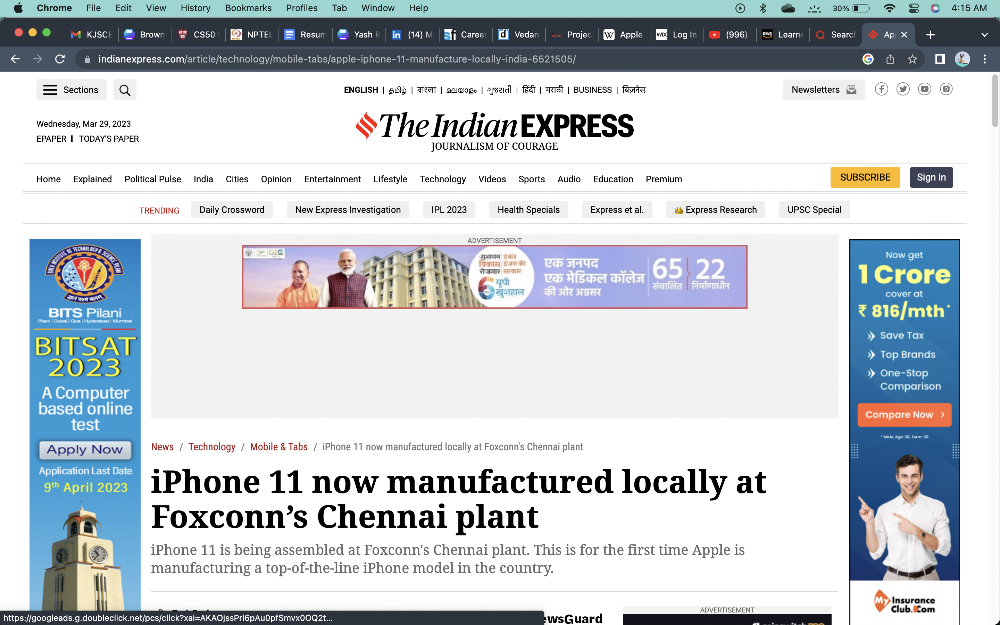 Chrome File Edit View History Bookmarks Profiles Tab Window Help 30% 4:15 AM
KJSCE Brown CS50 NPTEL Resum Yash R (14) M Career Vedan Projec Apple Log In (996) Learne Search Ap
indianexpress.com/article/technology/mobile-tabs/apple-iphone-11-manufacture-locally-india-6521505/
Sections
ENGLISH | தமிழ் | বাংলা | മലയാളം | ગુજરાતી | हिंदी | मराठी | BUSINESS | बिज़नेस
Newsletters
Wednesday, Mar 29, 2023
EPAPER | TODAY'S PAPER
The Indian EXPRESS
JOURNALISM OF COURAGE
Home Explained Political Pulse India Cities Opinion Entertainment Lifestyle Technology Videos Sports Audio Education Premium
SUBSCRIBE Sign in
TRENDING Daily Crossword New Express Investigation IPL 2023 Health Specials Express et al. Express Research UPSC Special
BIRLA INSTITUTE OF TECHNOLOGY & SCIENCE PILANI
ज्ञानं परमं बलम्
BITS Pilani
Pilani | Dubai | Goa | Hyderabad | Mumbai
BITSAT
2023
A Computer
based online
test
Apply Now
Application Last Date
9th April 2023
ADVERTISEMENT
G20
सुशासन डबल
विकास इंजन की
रोजगार सरकार
यूपी
खुशहाल
एक जनपद
एक मेडिकल कॉलेज
की ओर अग्रसर
65 22
संचालित निर्माणाधीन
News / Technology / Mobile & Tabs / iPhone 11 now manufactured locally at Foxconn's Chennai plant
iPhone 11 now manufactured locally at
Foxconn’s Chennai plant
iPhone 11 is being assembled at Foxconn's Chennai plant. This is for the first time Apple is
manufacturing a top-of-the-line iPhone model in the country.
Now get
1 Crore
cover at
₹ 816/mth*
Save Tax
Top Brands
One-Stop
Comparison
Compare Now
* Male, Age-30, Term-30
My Insurance
Club.Com
ADVERTISEMENT
ewsGuard
https://googleads.g.doubleclick.net/pcs/click?xai=AKAOjssPrl6pAu0pfSmvx0OQ2t...